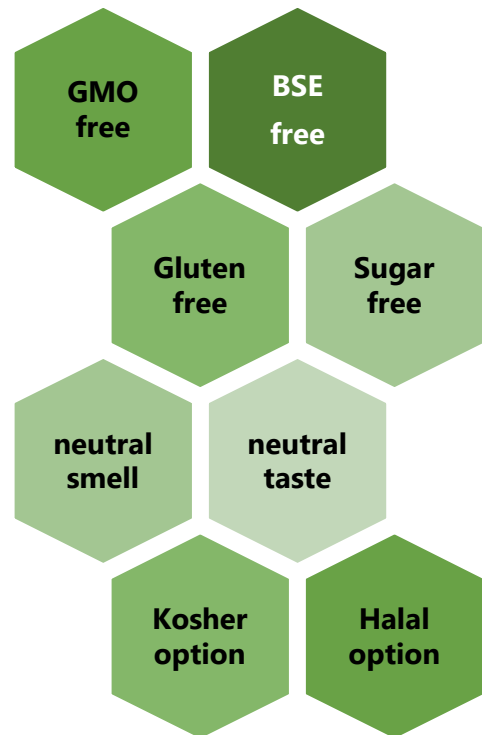 GMO
free
BSE
free
Gluten
free
Sugar
free
neutral
smell
neutral
taste
Kosher
option
Halal
option